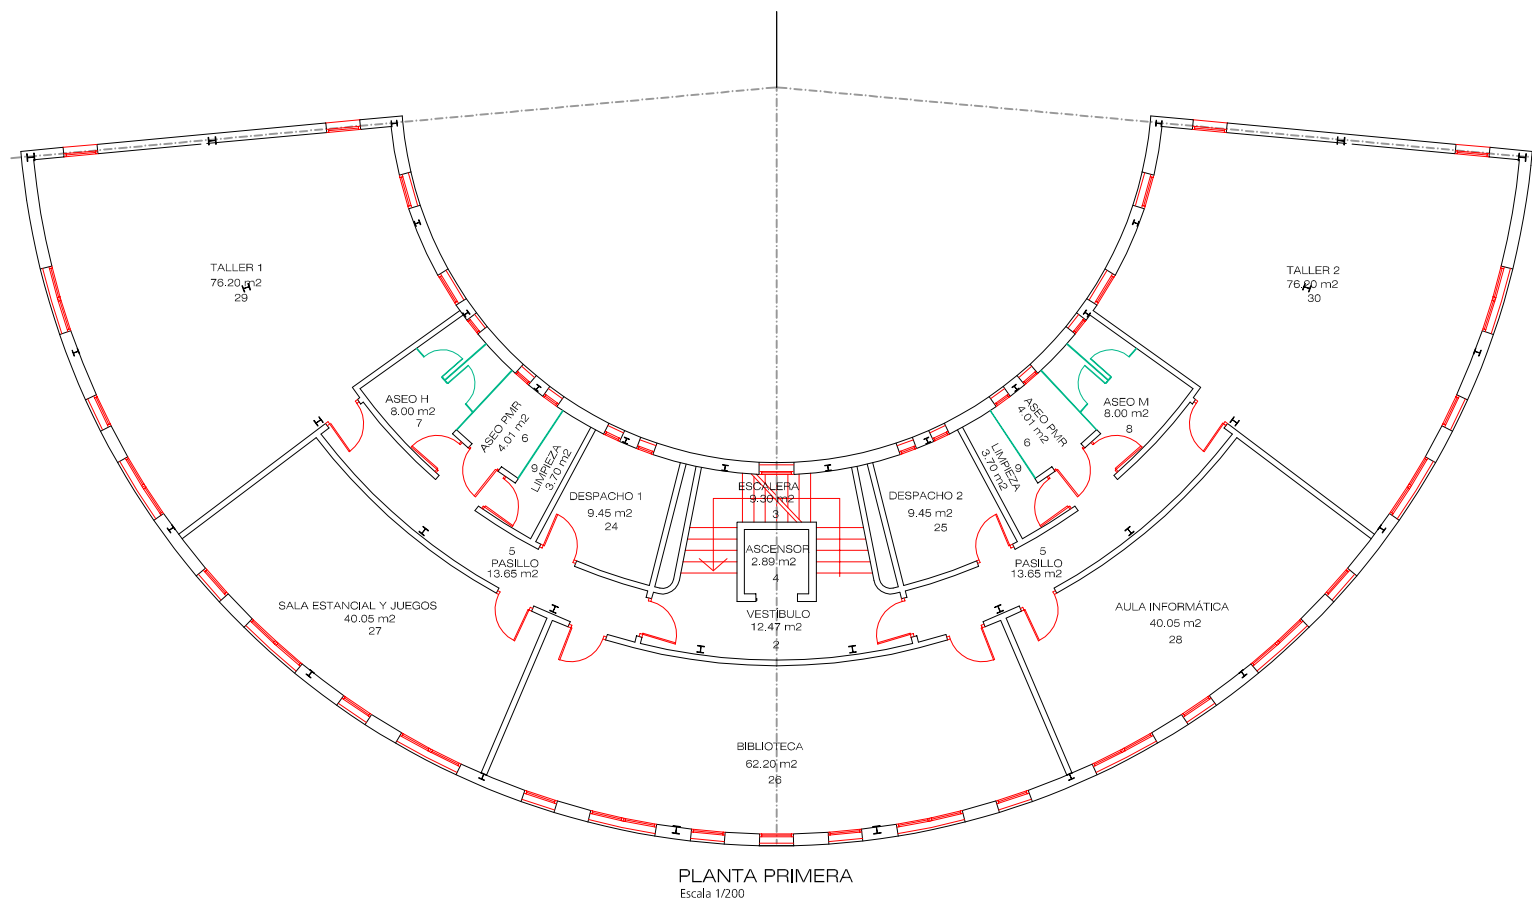 TALLER 1
76.20 m2
29
TALLER 2
76.20 m2
30
ASEO H
8.00 m2
7
ASEO PMR
4.01 m2
6
9
LIMPIEZA
3.70 m2
DESPACHO 1
9.45 m2
24
ESCALERA
9.30 m2
3
ASCENSOR
2.89 m2
4
VESTÍBULO
12.47 m2
2
DESPACHO 2
9.45 m2
25
9
LIMPIEZA
3.70 m2
ASEO PMR
4.01 m2
6
ASEO M
8.00 m2
8
5
PASILLO
13.65 m2
5
PASILLO
13.65 m2
SALA ESTANCIAL Y JUEGOS
40.05 m2
27
AULA INFORMÁTICA
40.05 m2
28
BIBLIOTECA
62.20 m2
26
PLANTA PRIMERA
Escala 1/200